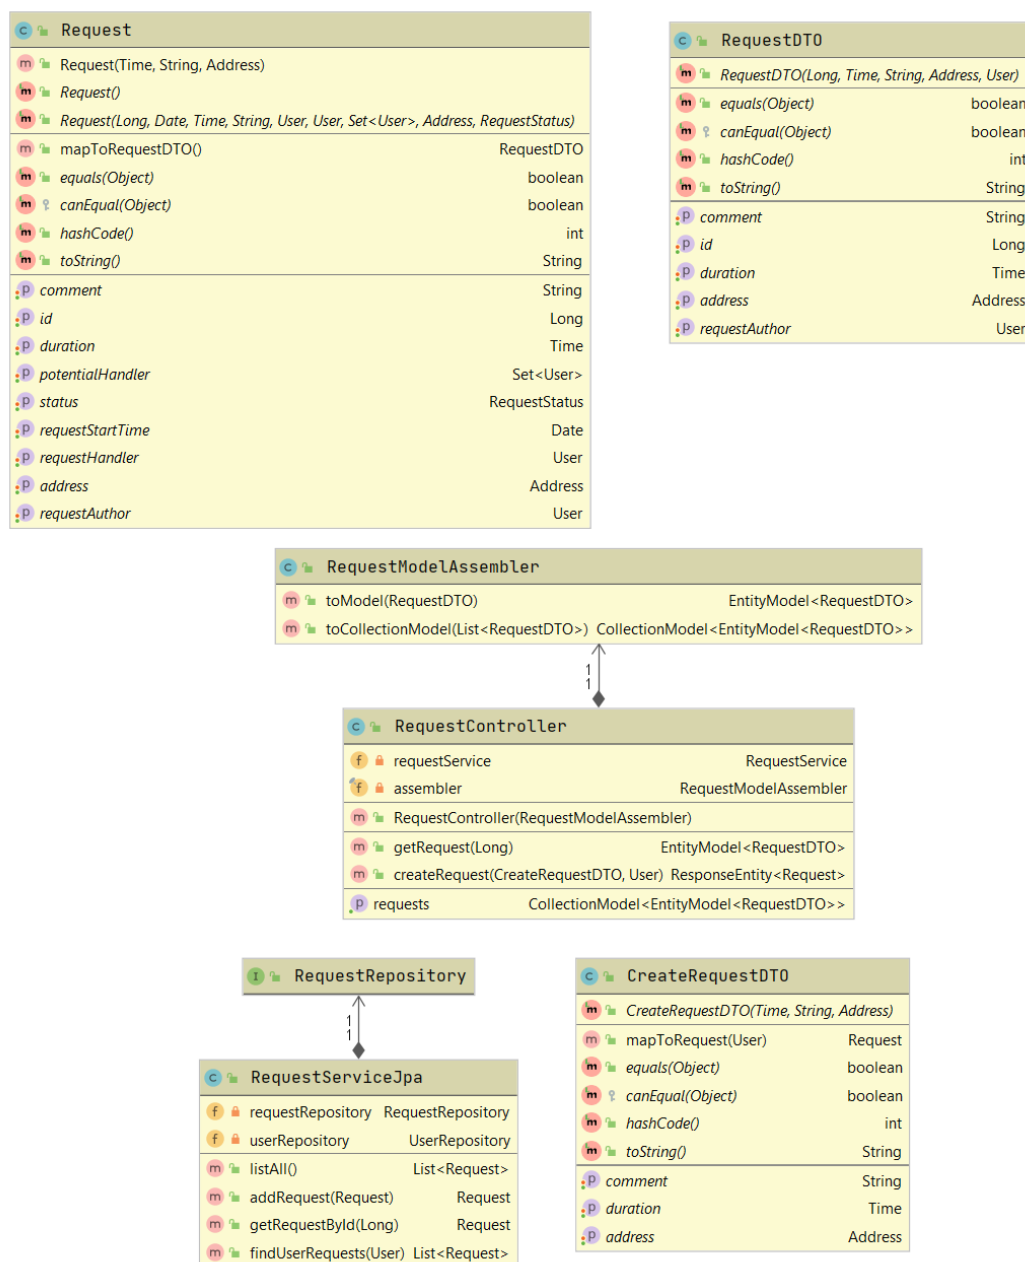 Request
Request(Time, String, Address)
Request()
Request(Long, Date, Time, String, User, User, Set<User>, Address, RequestStatus)
mapToRequestDTO() RequestDTO
equals(Object) boolean
canEqual(Object) boolean
hashCode() int
toString() String
comment String
id Long
duration Time
potentialHandler Set<User>
status RequestStatus
requestStartTime Date
requestHandler User
address Address
requestAuthor User
RequestDTO
RequestDTO(Long, Time, String, Address, User)
equals(Object) boolean
canEqual(Object) boolean
hashCode() int
toString() String
comment String
id Long
duration Time
address Address
requestAuthor User
RequestModelAssembler
toModel(RequestDTO) EntityModel<RequestDTO>
toCollectionModel(List<RequestDTO>) CollectionModel<EntityModel<RequestDTO>>
1
1
RequestController
requestService RequestService
assembler RequestModelAssembler
RequestController(RequestModelAssembler)
getRequest(Long) EntityModel<RequestDTO>
createRequest(CreateRequestDTO, User) ResponseEntity<Request>
requests CollectionModel<EntityModel<RequestDTO>>
RequestRepository
1
1
RequestServiceJpa
requestRepository RequestRepository
userRepository UserRepository
listAll() List<Request>
addRequest(Request) Request
getRequestById(Long) Request
findUserRequests(User) List<Request>
CreateRequestDTO
CreateRequestDTO(Time, String, Address)
mapToRequest(User) Request
equals(Object) boolean
canEqual(Object) boolean
hashCode() int
toString() String
comment String
duration Time
address Address